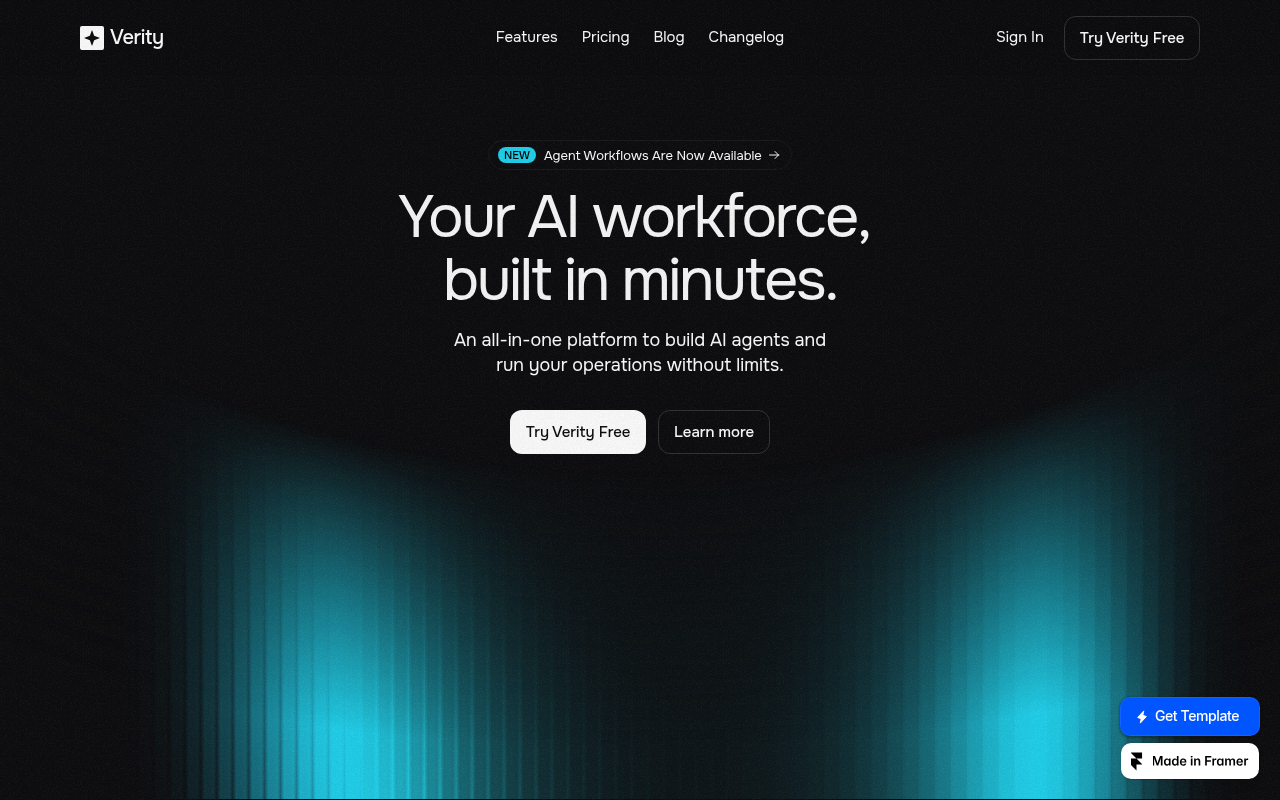 Verity
Features
Pricing
Blog
Changelog
Sign In
Try Verity Free
NEW
Agent Workflows Are Now Available →
Your AI workforce,
built in minutes.
An all-in-one platform to build AI agents and
run your operations without limits.
Try Verity Free
Learn more
Get Template
Made in Framer